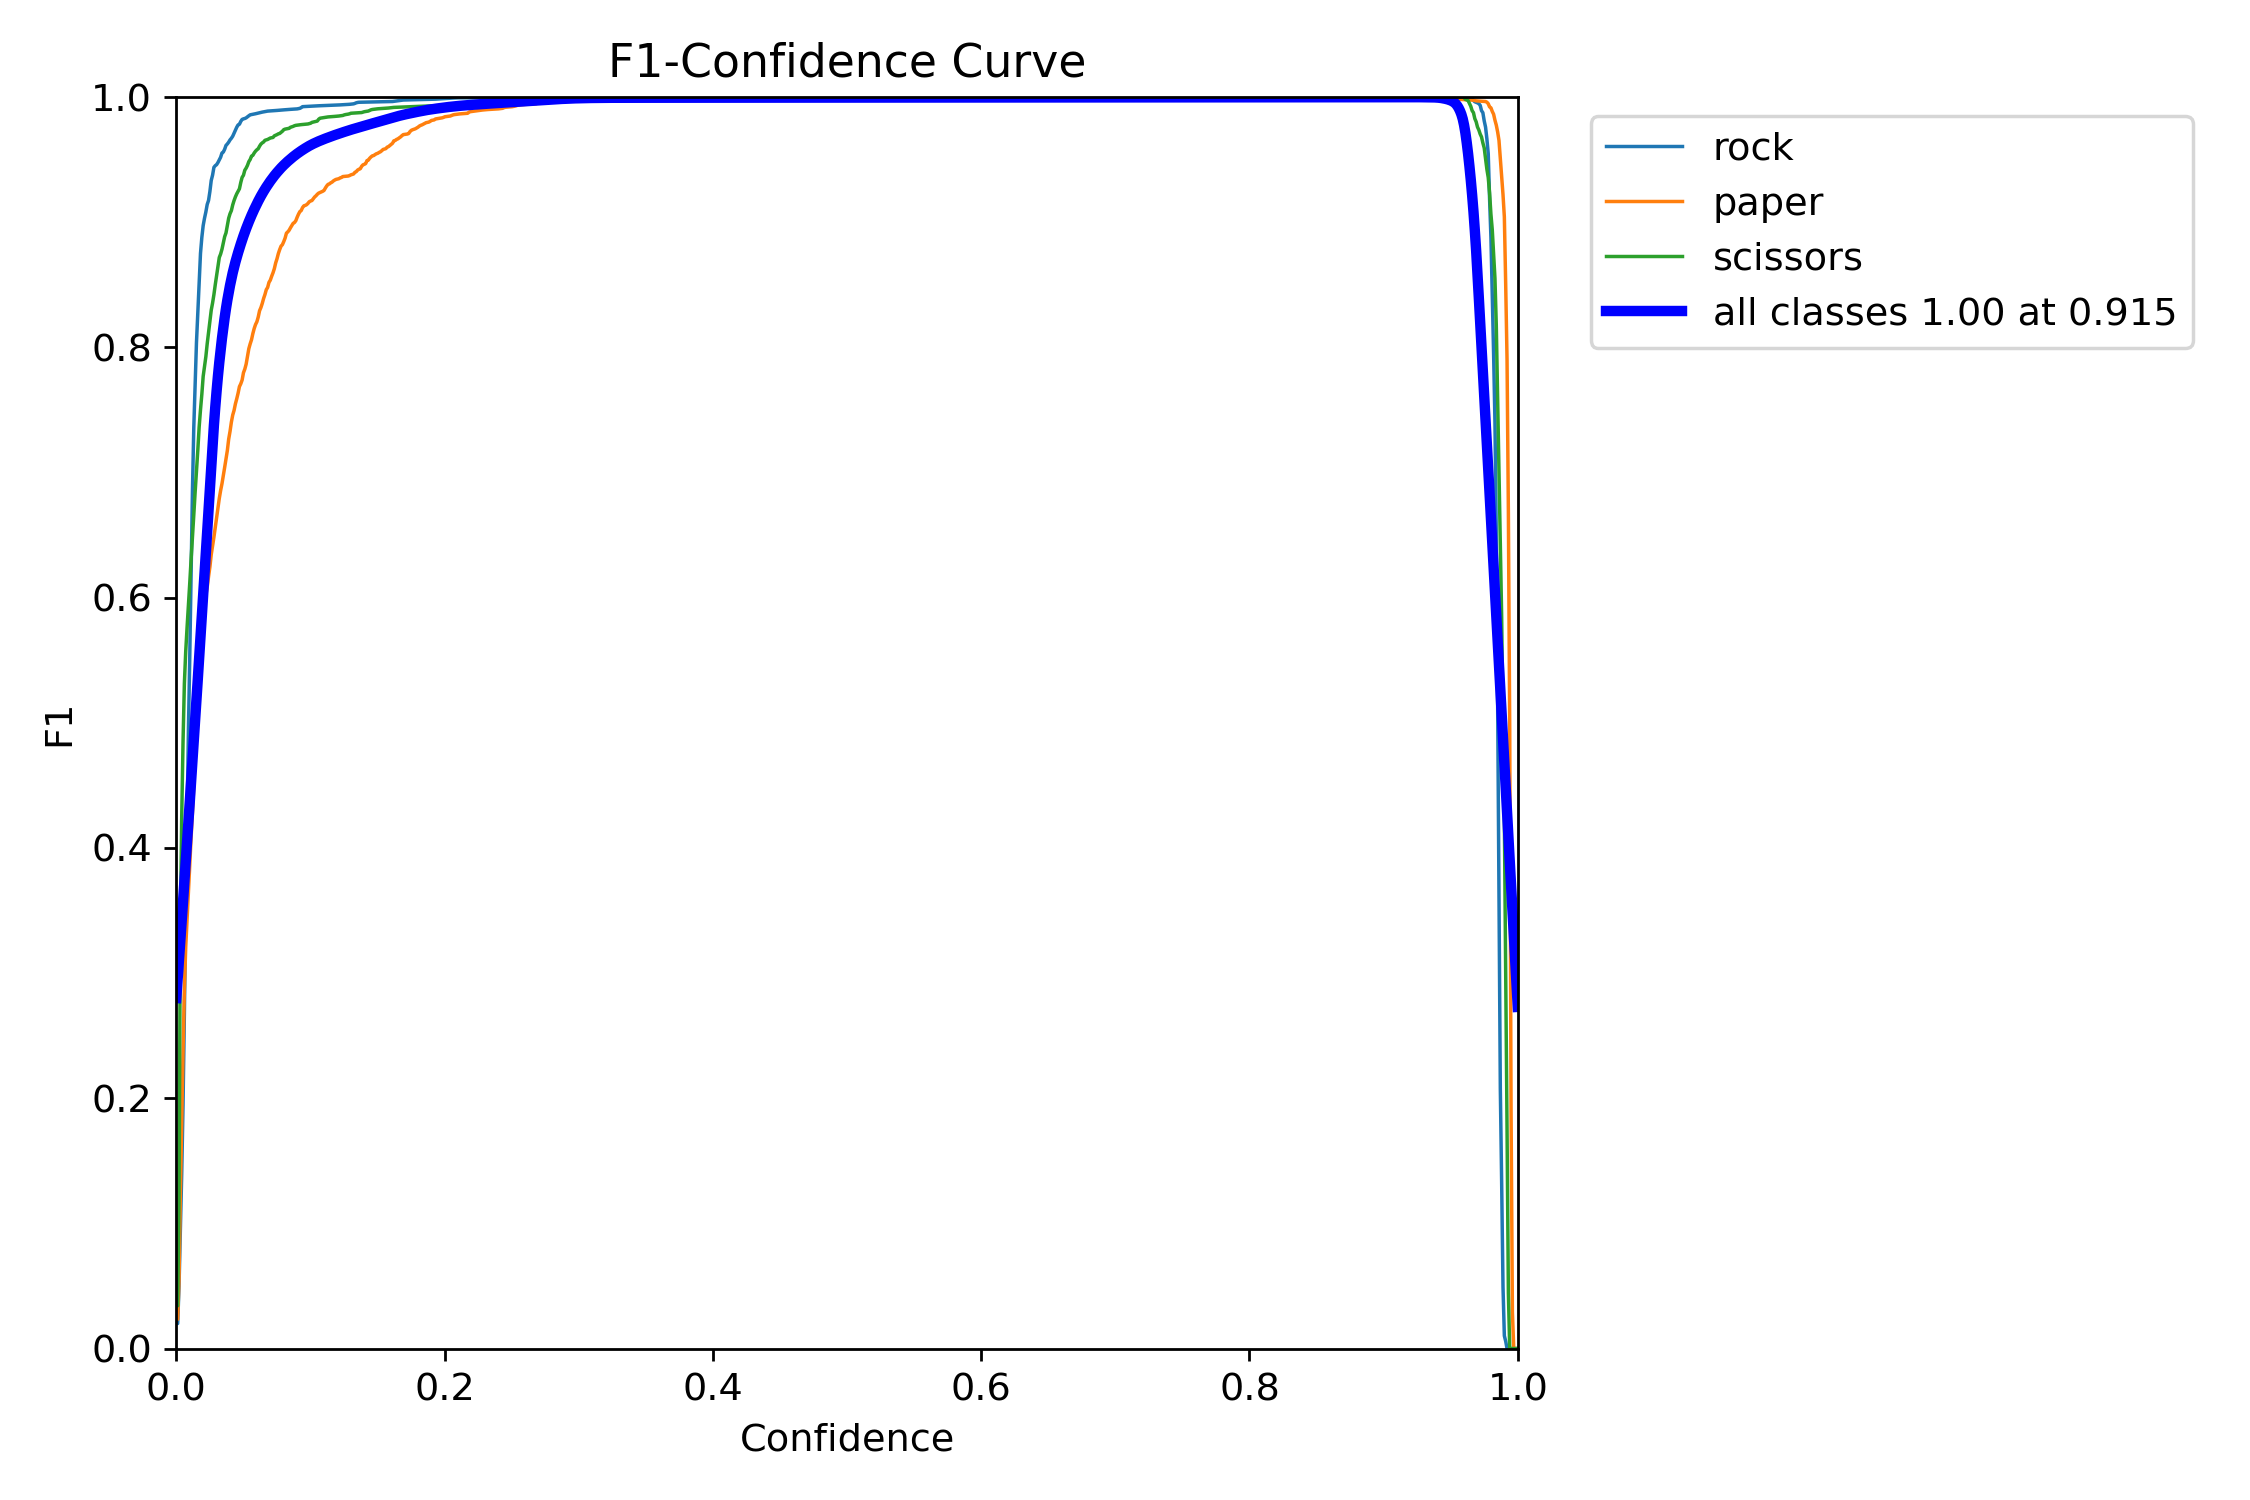 F1-Confidence Curve
1.0
0.8
0.6
0.4
0.2
0.0
F1
0.0 0.2 0.4 0.6 0.8 1.0
Confidence
rock
paper
scissors
all classes 1.00 at 0.915